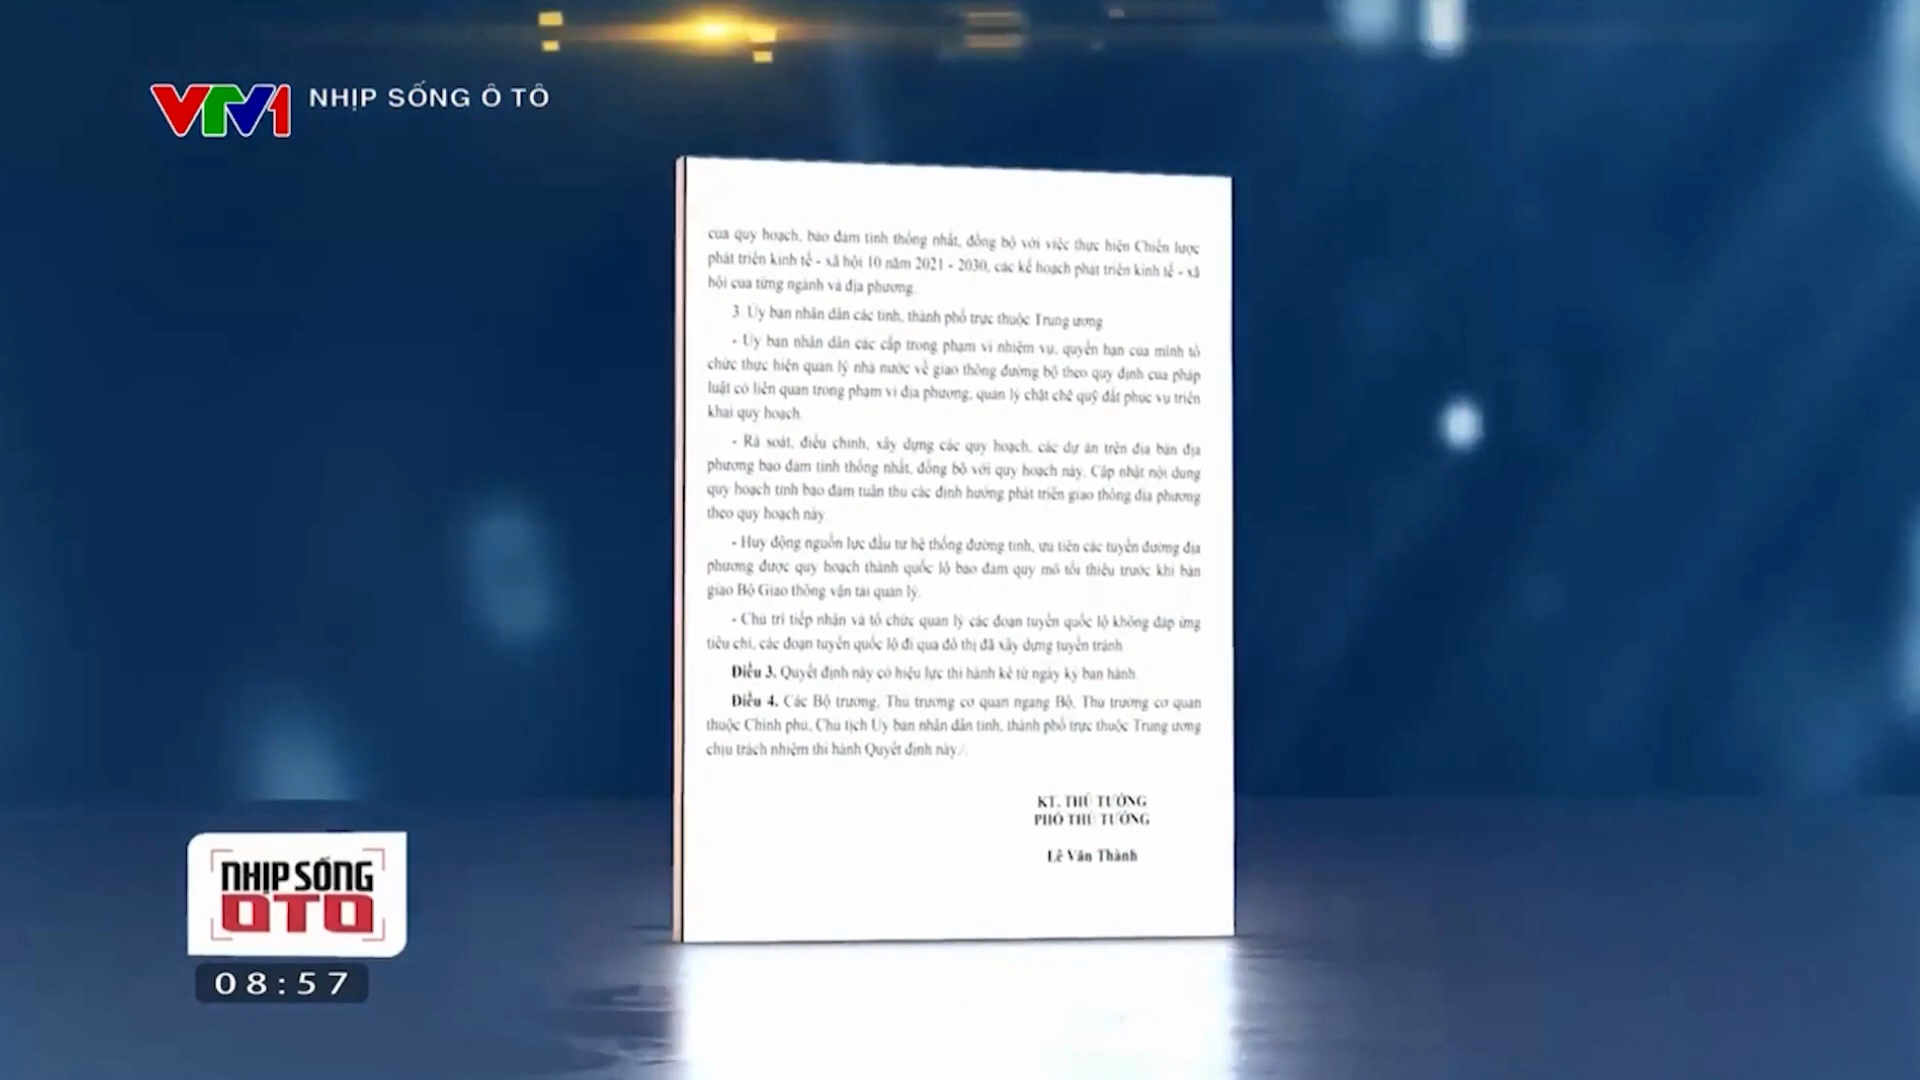 VTV1 NHỊP SỐNG Ô TÔ
của quy hoạch, bảo đảm tính thống nhất, đồng bộ với việc thực hiện Chiến lược
phát triển kinh tế - xã hội 10 năm 2021 - 2030, các kế hoạch phát triển kinh tế - xã
hội của từng ngành và địa phương.
3. Ủy ban nhân dân các tỉnh, thành phố trực thuộc Trung ương
- Ủy ban nhân dân các cấp trong phạm vi nhiệm vụ, quyền hạn của mình tổ
chức thực hiện quản lý nhà nước về giao thông đường bộ theo quy định của pháp
luật có liên quan trong phạm vi địa phương; quản lý chặt chẽ quỹ đất phục vụ triển
khai quy hoạch.
- Rà soát, điều chỉnh, xây dựng các quy hoạch, các dự án trên địa bàn địa
phương bảo đảm tính thống nhất, đồng bộ với quy hoạch này. Cập nhật nội dung
quy hoạch tỉnh bảo đảm tuân thủ các định hướng phát triển giao thông địa phương
theo quy hoạch này.
- Huy động nguồn lực đầu tư hệ thống đường tỉnh, ưu tiên các tuyến đường địa
phương được quy hoạch thành quốc lộ bảo đảm quy mô tối thiểu trước khi bàn
giao Bộ Giao thông vận tải quản lý.
- Chủ trì tiếp nhận và tổ chức quản lý các đoạn tuyến quốc lộ không đáp ứng
tiêu chí, các đoạn tuyến quốc lộ đi qua đô thị đã xây dựng tuyến tránh.
Điều 3. Quyết định này có hiệu lực thi hành kể từ ngày ký ban hành.
Điều 4. Các Bộ trưởng, Thủ trưởng cơ quan ngang Bộ, Thủ trưởng cơ quan
thuộc Chính phủ, Chủ tịch Ủy ban nhân dân tỉnh, thành phố trực thuộc Trung ương
chịu trách nhiệm thi hành Quyết định này./.
KT. THỦ TƯỚNG
PHÓ THỦ TƯỚNG
Lê Văn Thành
NHỊP SỐNG
OTO
08:57